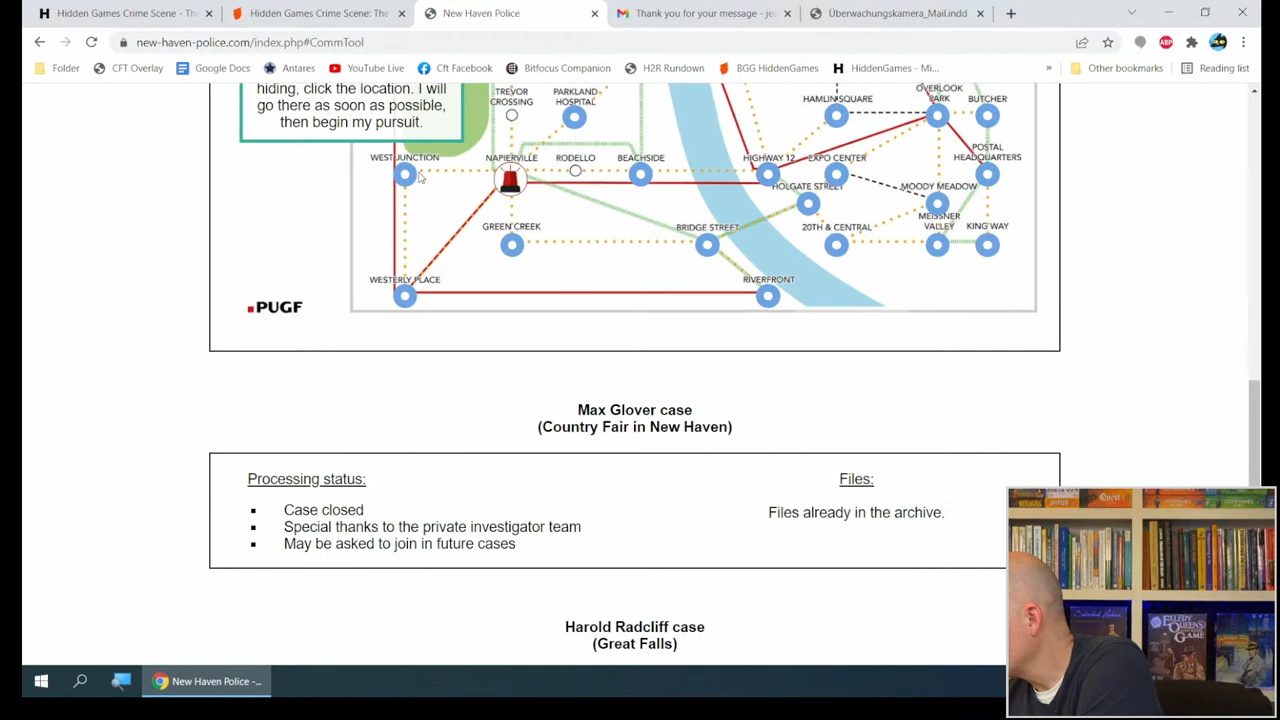 Hidden Games Crime Scene - The
Hidden Games Crime Scene: The
New Haven Police
Thank you for your message - je
Überwachungskamera_Mail.indd
new-haven-police.com/index.php#CommTool
ABP
Folder
CFT Overlay
Google Docs
Antares
YouTube Live
Cft Facebook
Bitfocus Companion
H2R Rundown
BGG HiddenGames
HiddenGames - Mi...
Other bookmarks
Reading list
hiding, click the location. I will
go there as soon as possible,
then begin my pursuit.
TREVOR
CROSSING
PARKLAND
HOSPITAL
HAMLIN SQUARE
OVERLOOK
PARK
BUTCHER
WEST JUNCTION
NAPIERVILLE
RODELLO
BEACHSIDE
HIGHWAY 12
EXPO CENTER
POSTAL
HEADQUARTERS
HOLGATE STREET
MOODY MEADOW
GREEN CREEK
BRIDGE STREET
20TH & CENTRAL
MEISSNER
VALLEY
KING WAY
WESTERLY PLACE
RIVERFRONT
PUGF
Max Glover case
(Country Fair in New Haven)
Processing status:
Case closed
Special thanks to the private investigator team
May be asked to join in future cases
Files:
Files already in the archive.
Harold Radcliff case
(Great Falls)
New Haven Police -...
ELLERY
QUEEN'S
GAME